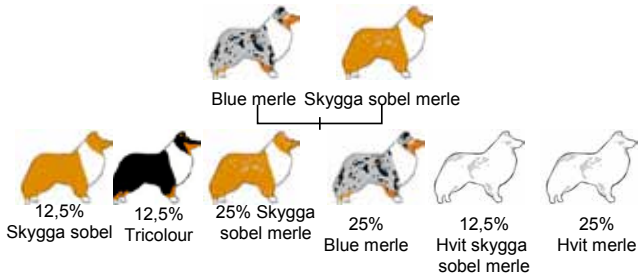 Blue merle
Skygga sobel merle
12,5%
Skygga sobel
12,5%
Tricolour
25% Skygga
sobel merle
25%
Blue merle
12,5%
Hvit skygga
sobel merle
25%
Hvit merle